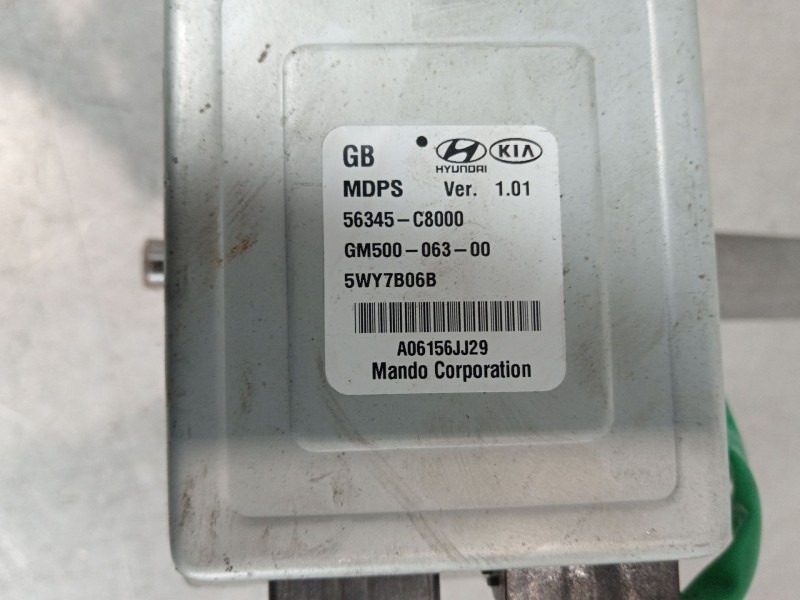 GB HYUNDAI KIA
MDPS Ver. 1.01
56345-C8000
GM500-063-00
5WY7B06B
A06156JJ29
Mando Corporation